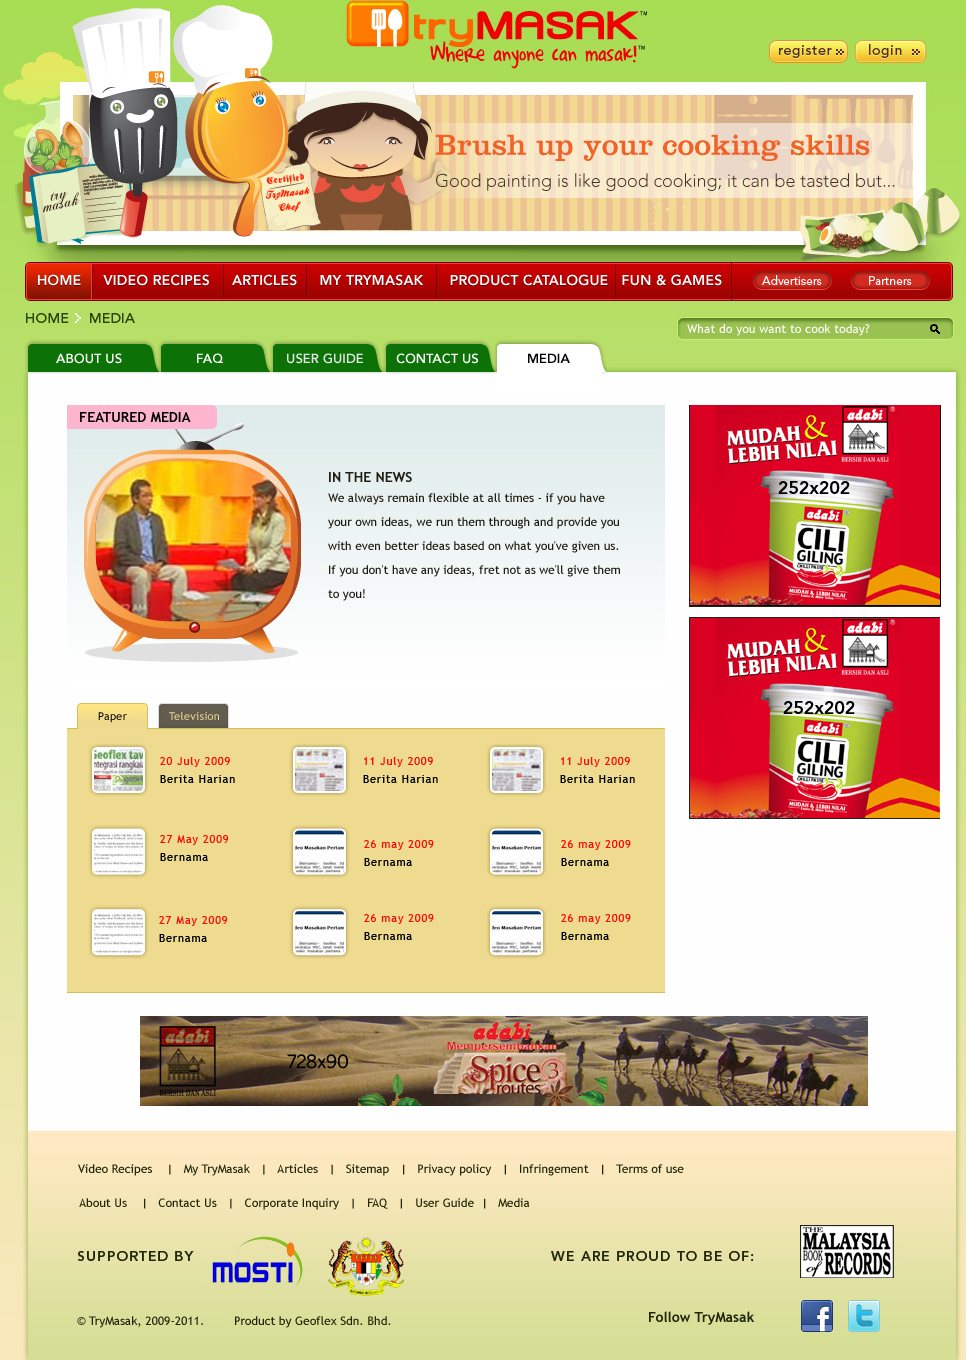 tryMASAK™
Where anyone can masak!™
register
login
Brush up your cooking skills
Good painting is like good cooking; it can be tasted but...
try masak
Certified
TryMasak
Chef
HOME
VIDEO RECIPES
ARTICLES
MY TRYMASAK
PRODUCT CATALOGUE
FUN & GAMES
Advertisers
Partners
HOME > MEDIA
What do you want to cook today?
ABOUT US
FAQ
USER GUIDE
CONTACT US
MEDIA
FEATURED MEDIA
IN THE NEWS
We always remain flexible at all times - if you have
your own ideas, we run them through and provide you
with even better ideas based on what you've given us.
If you don't have any ideas, fret not as we'll give them
to you!
MUDAH &
LEBIH NILAI
adabi
BERSIH DAN ASLI
252x202
adabi
CILI
GILING
CHILLI PASTE
MUDAH & LEBIH NILAI
MUDAH &
LEBIH NILAI
adabi
BERSIH DAN ASLI
252x202
adabi
CILI
GILING
CHILLI PASTE
MUDAH & LEBIH NILAI
Paper
Television
20 July 2009
Berita Harian
11 July 2009
Berita Harian
11 July 2009
Berita Harian
27 May 2009
Bernama
26 may 2009
Bernama
26 may 2009
Bernama
27 May 2009
Bernama
26 may 2009
Bernama
26 may 2009
Bernama
adabi
BERSIH DAN ASLI
728x90
adabi
Mempersembahkan
Spice 3
routes
Video Recipes | My TryMasak | Articles | Sitemap | Privacy policy | Infringement | Terms of use
About Us | Contact Us | Corporate Inquiry | FAQ | User Guide | Media
SUPPORTED BY
MOSTI
WE ARE PROUD TO BE OF:
THE
MALAYSIA
BOOK of RECORDS
© TryMasak, 2009-2011.
Product by Geoflex Sdn. Bhd.
Follow TryMasak